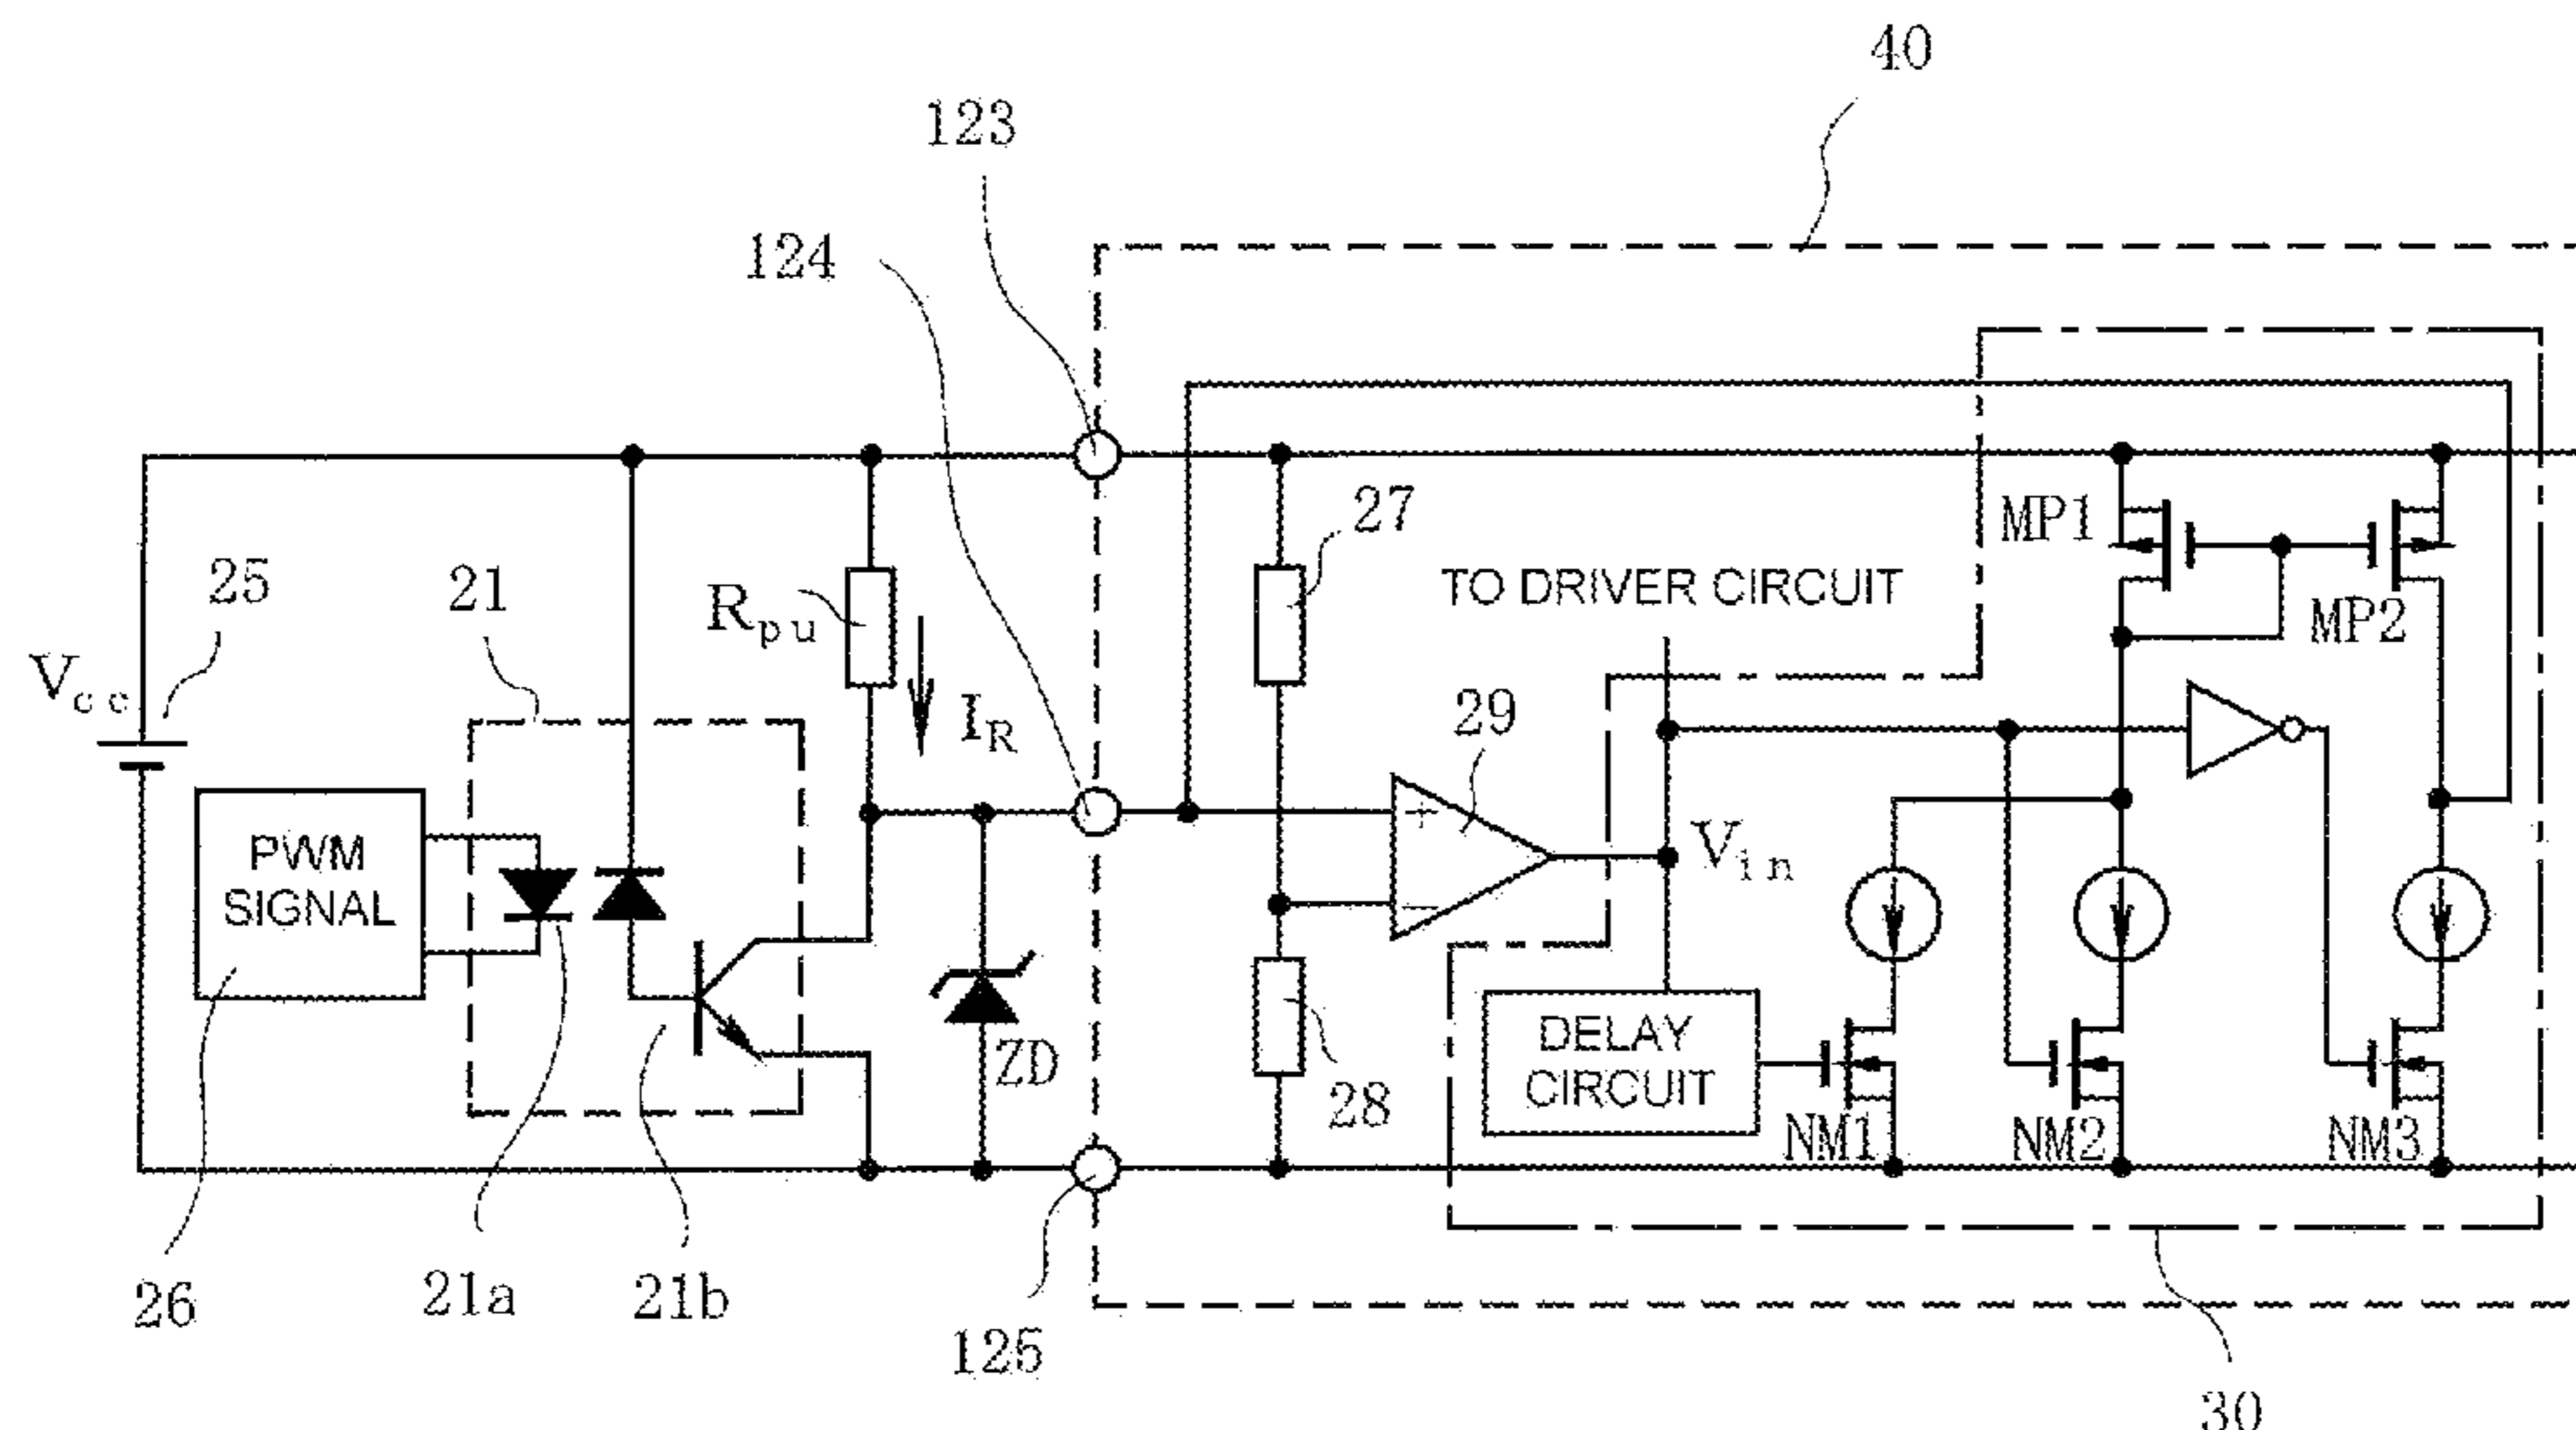 40
123
124
27
MP1
TO DRIVER CIRCUIT
25
21
Rpu
MP2
Vcc
IR
29
PWM
SIGNAL
Vin
+
−
ZD
DELAY
CIRCUIT
28
NM1
NM2
NM3
26
21a
21b
125
30